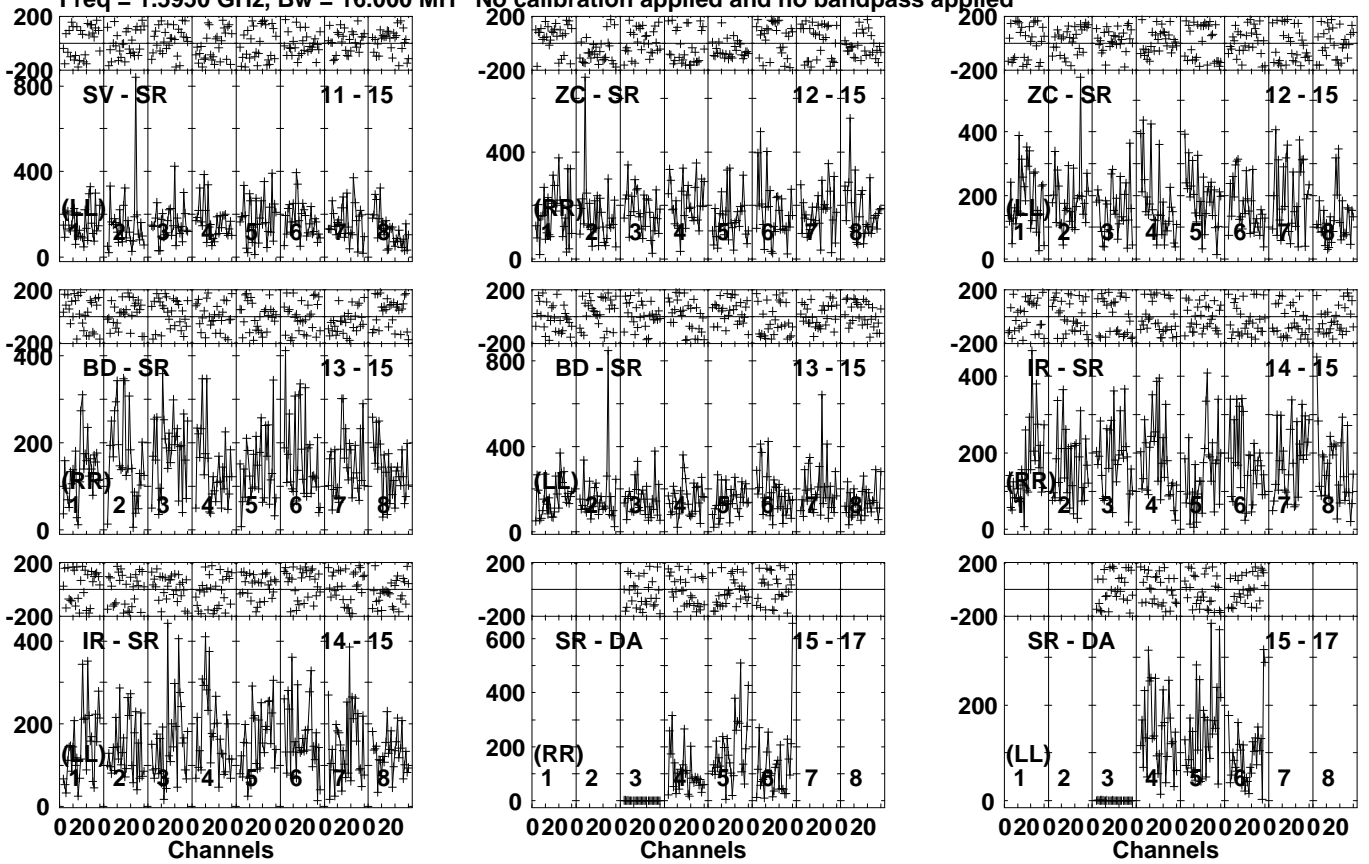 Freq = 1.5950 GHz, Bw = 16.000 MH No calibration applied and no bandpass applied
200 200 200
-200 -200 -200
800 SV - SR 11 - 15 ZC - SR 12 - 15 ZC - SR 12 - 15
400 400 400
200
(LL) (RR) (LL)
1 2 3 4 5 6 7 8 1 2 3 4 5 6 7 8 1 2 3 4 5 6 7 8
0 0 0
200 200 200
-200 -200 -200
400 BD - SR 13 - 15 800 BD - SR 13 - 15 400 IR - SR 14 - 15
200 400 200
(RR) (LL) (RR)
1 2 3 4 5 6 7 8 1 2 3 4 5 6 7 8 1 2 3 4 5 6 7 8
0 0 0
200 200 200
-200 -200 -200
400 IR - SR 14 - 15 600 SR - DA 15 - 17 SR - DA 15 - 17
400
200 200 200
(LL) (RR) (LL)
1 2 3 4 5 6 7 8 1 2 3 4 5 6 7 8 1 2 3 4 5 6 7 8
0 0 0
0 20 0 20 0 20 0 20 0 20 0 20 0 20 0 20 0 20 0 20 0 20 0 20 0 20 0 20 0 20 0 20 0 20 0 20 0 20 0 20 0 20 0 20 0 20 0 20
Channels Channels Channels